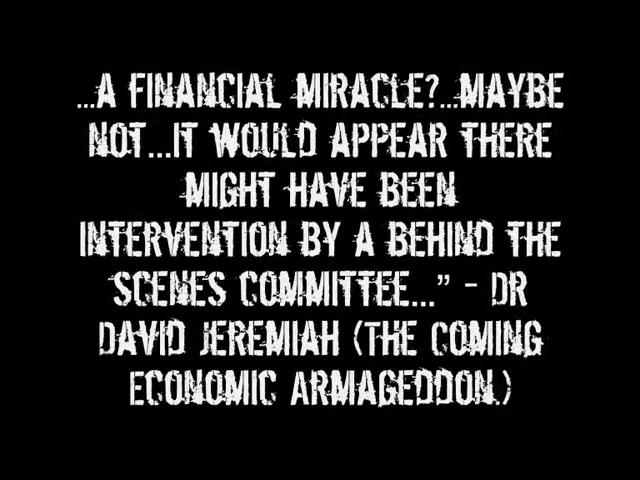 ...A FINANCIAL MIRACLE?...MAYBE
NOT...IT WOULD APPEAR THERE
MIGHT HAVE BEEN
INTERVENTION BY A BEHIND THE
SCENES COMMITTEE..." - DR
DAVID JEREMIAH (THE COMING
ECONOMIC ARMAGEDDON.)